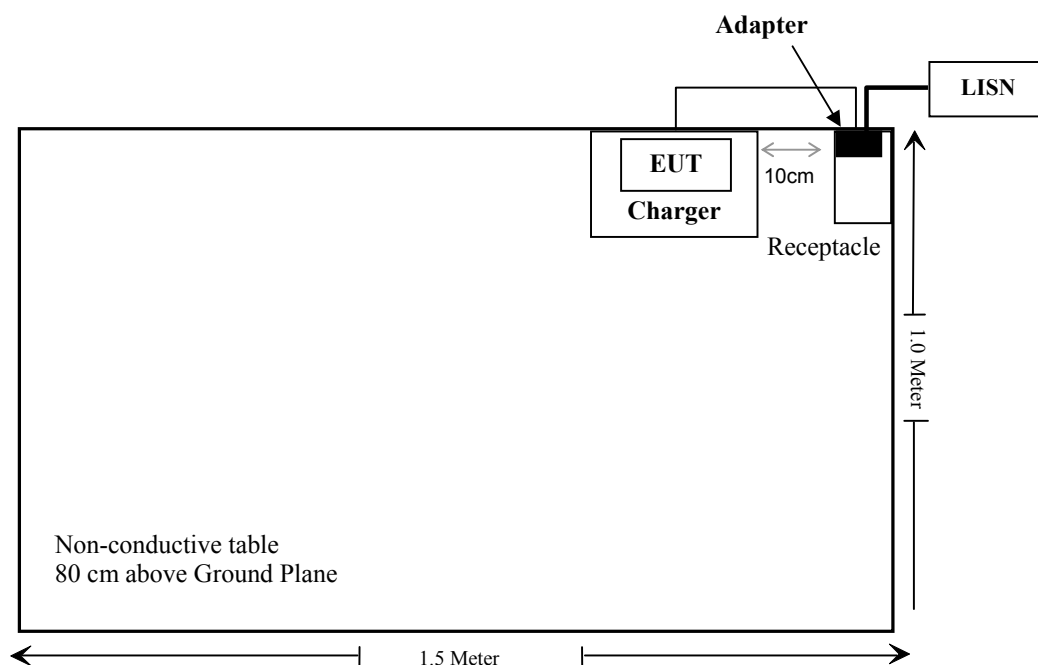 Adapter
LISN
EUT
10cm
Charger
Receptacle
1.0 Meter
Non-conductive table
80 cm above Ground Plane
1.5 Meter